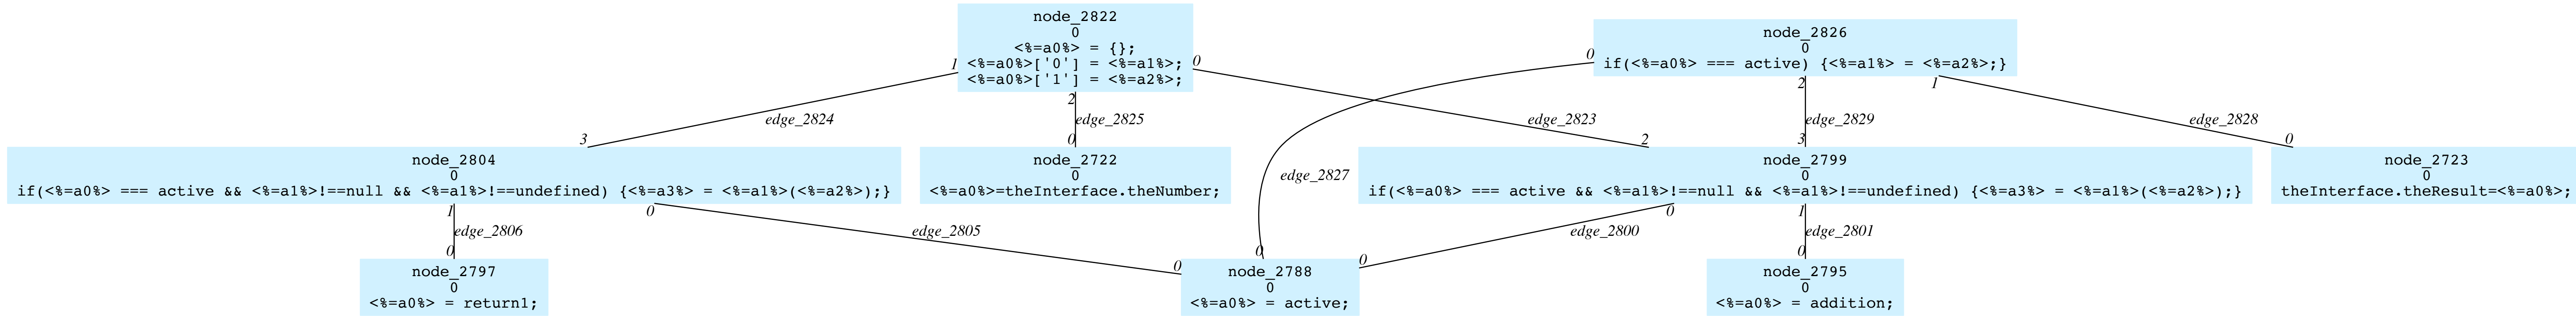 node_2822
0
<%=a0%> = {};
<%=a0%>['0'] = <%=a1%>;
<%=a0%>['1'] = <%=a2%>;
node_2826
0
if(<%=a0%> === active) {<%=a1%> = <%=a2%>;}
1
0
2
0
2
1
edge_2824
edge_2825
edge_2823
edge_2829
edge_2828
3
0
2
3
0
node_2804
0
if(<%=a0%> === active && <%=a1%>!==null && <%=a1%>!==undefined) {<%=a3%> = <%=a1%>(<%=a2%>);}
node_2722
0
<%=a0%>=theInterface.theNumber;
edge_2827
node_2799
0
if(<%=a0%> === active && <%=a1%>!==null && <%=a1%>!==undefined) {<%=a3%> = <%=a1%>(<%=a2%>);}
node_2723
0
theInterface.theResult=<%=a0%>;
1
0
0
1
edge_2806
edge_2805
edge_2800
edge_2801
0
0
0
0
0
node_2797
0
<%=a0%> = return1;
node_2788
0
<%=a0%> = active;
node_2795
0
<%=a0%> = addition;